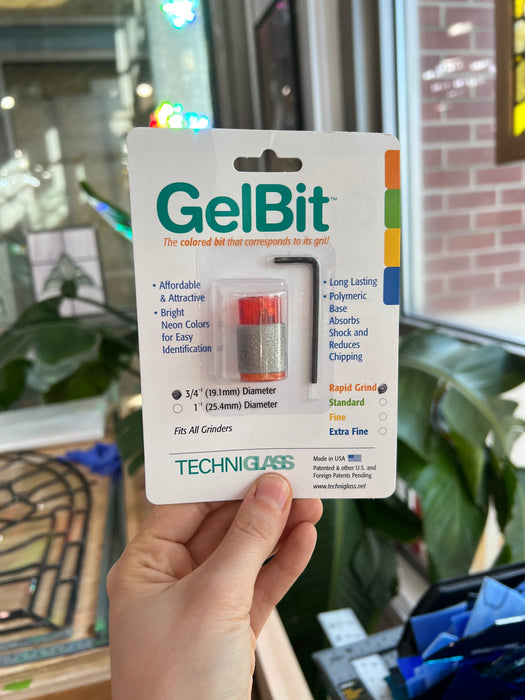 GelBit™
The colored bit that corresponds to its grit!
• Affordable
& Attractive
• Bright
Neon Colors
for Easy
Identification
• Long Lasting
• Polymeric
Base
Absorbs
Shock and
Reduces
Chipping
3/4" (19.1mm) Diameter
1" (25.4mm) Diameter
Fits All Grinders
Rapid Grind
Standard
Fine
Extra Fine
TECHNIGLASS
Made in USA
Patented & other U.S. and
Foreign Patents Pending
www.techniglass.net